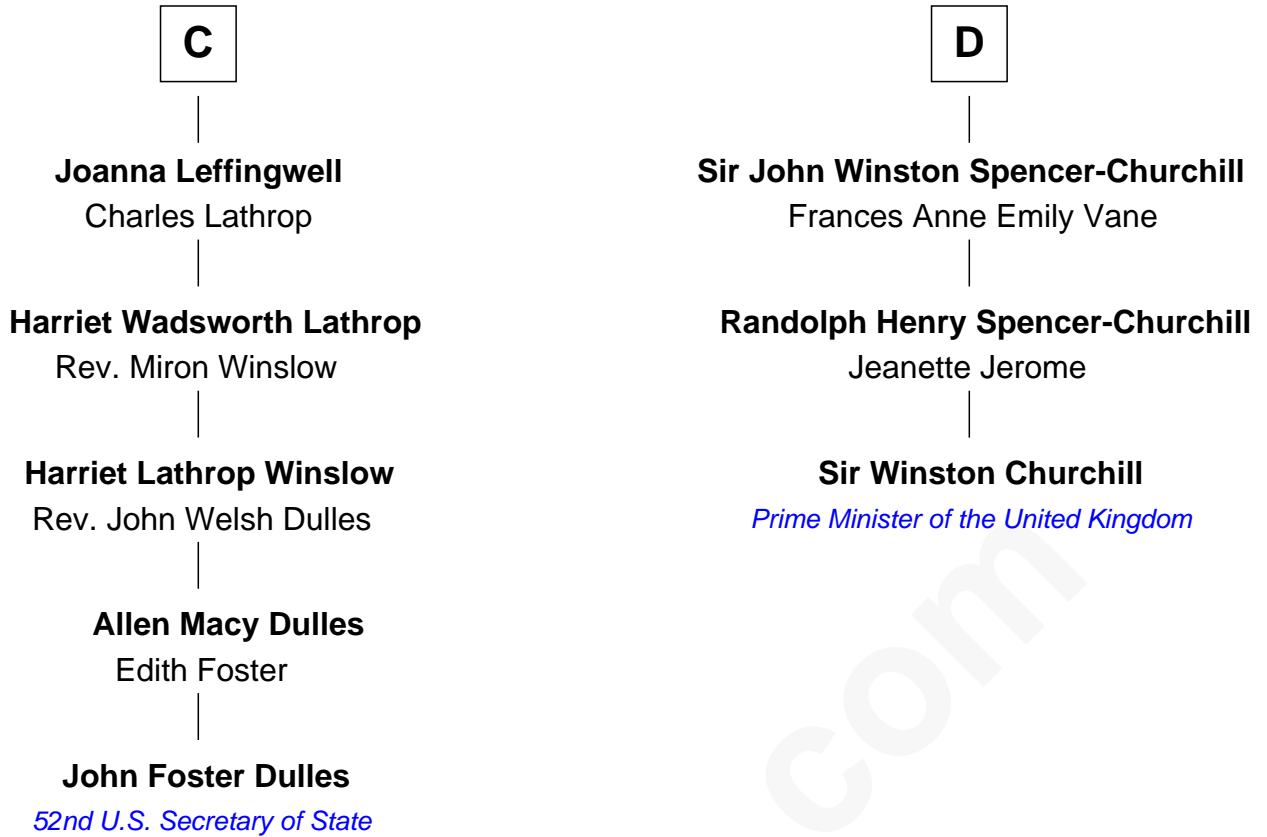 C
Joanna Leffingwell
Charles Lathrop
Harriet Wadsworth Lathrop
Rev. Miron Winslow
Harriet Lathrop Winslow
Rev. John Welsh Dulles
Allen Macy Dulles
Edith Foster
John Foster Dulles
52nd U.S. Secretary of State
D
Sir John Winston Spencer-Churchill
Frances Anne Emily Vane
Randolph Henry Spencer-Churchill
Jeanette Jerome
Sir Winston Churchill
Prime Minister of the United Kingdom
com